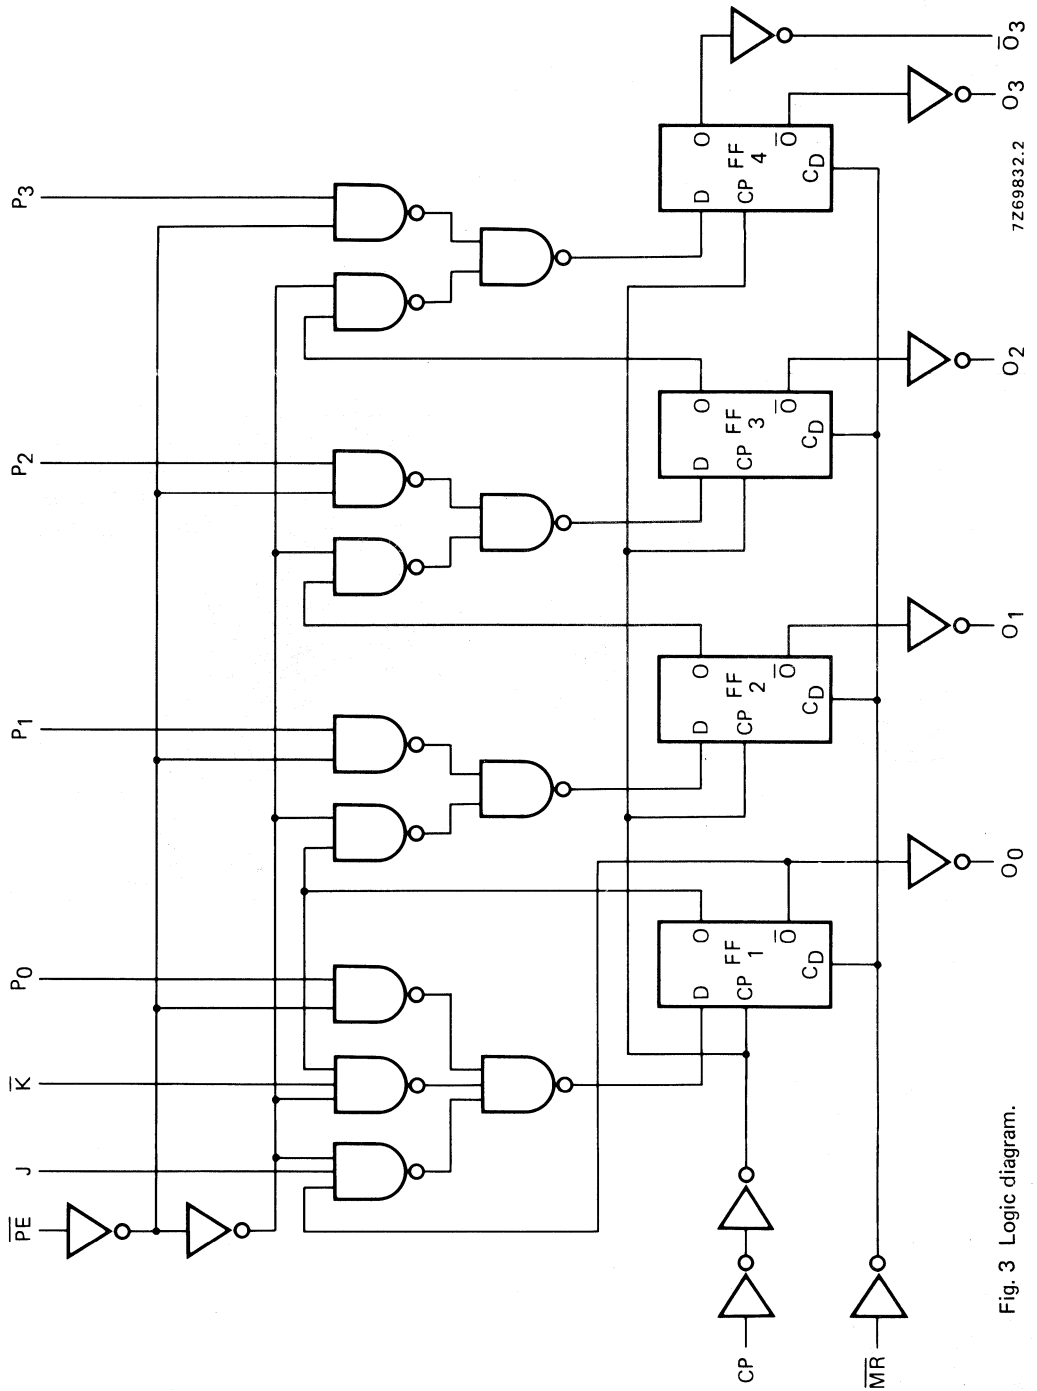 P̅E̅
J
K̅
P0
P1
P2
P3
D
O
CP
FF
1
O̅
CD
D
O
CP
FF
2
O̅
CD
D
O
CP
FF
3
O̅
CD
D
O
CP
FF
4
O̅
CD
CP
M̅R̅
O0
O1
O2
O3
O̅3
7Z69832.2
Fig. 3 Logic diagram.